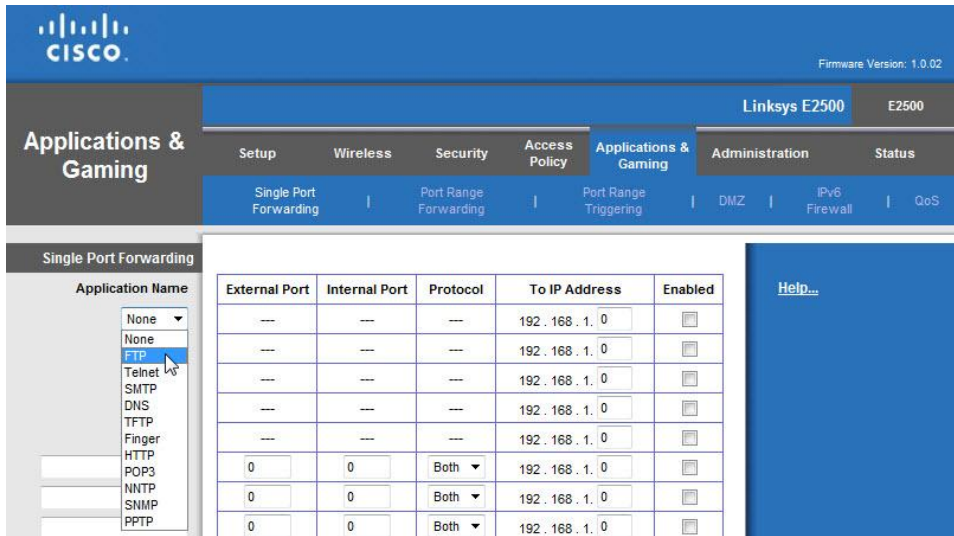 CISCO.
Firmware Version: 1.0.02
Linksys E2500 E2500
Applications & Gaming
Setup Wireless Security Access Policy Applications & Gaming Administration Status
Single Port Forwarding | Port Range Forwarding | Port Range Triggering | DMZ | IPv6 Firewall | QoS
Single Port Forwarding
Application Name External Port Internal Port Protocol To IP Address Enabled
Help...
None --- --- --- 192 . 168 . 1. 0
None
FTP
Telnet
SMTP
DNS
TFTP
Finger
HTTP
POP3
NNTP
SNMP
PPTP
--- --- --- 192 . 168 . 1. 0
--- --- --- 192 . 168 . 1. 0
--- --- --- 192 . 168 . 1. 0
--- --- --- 192 . 168 . 1. 0
0 0 Both 192 . 168 . 1. 0
0 0 Both 192 . 168 . 1. 0
0 0 Both 192 . 168 . 1. 0